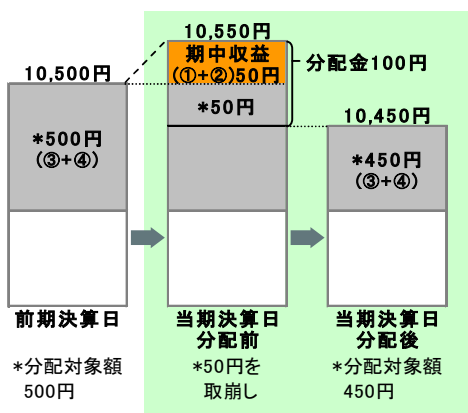 10,550円
期中収益
(①+②)50円
分配金100円
10,500円
*50円
10,450円
*500円
(③+④)
*450円
(③+④)
前期決算日
当期決算日
分配前
当期決算日
分配後
*分配対象額
500円
*50円を
取崩し
*分配対象額
450円